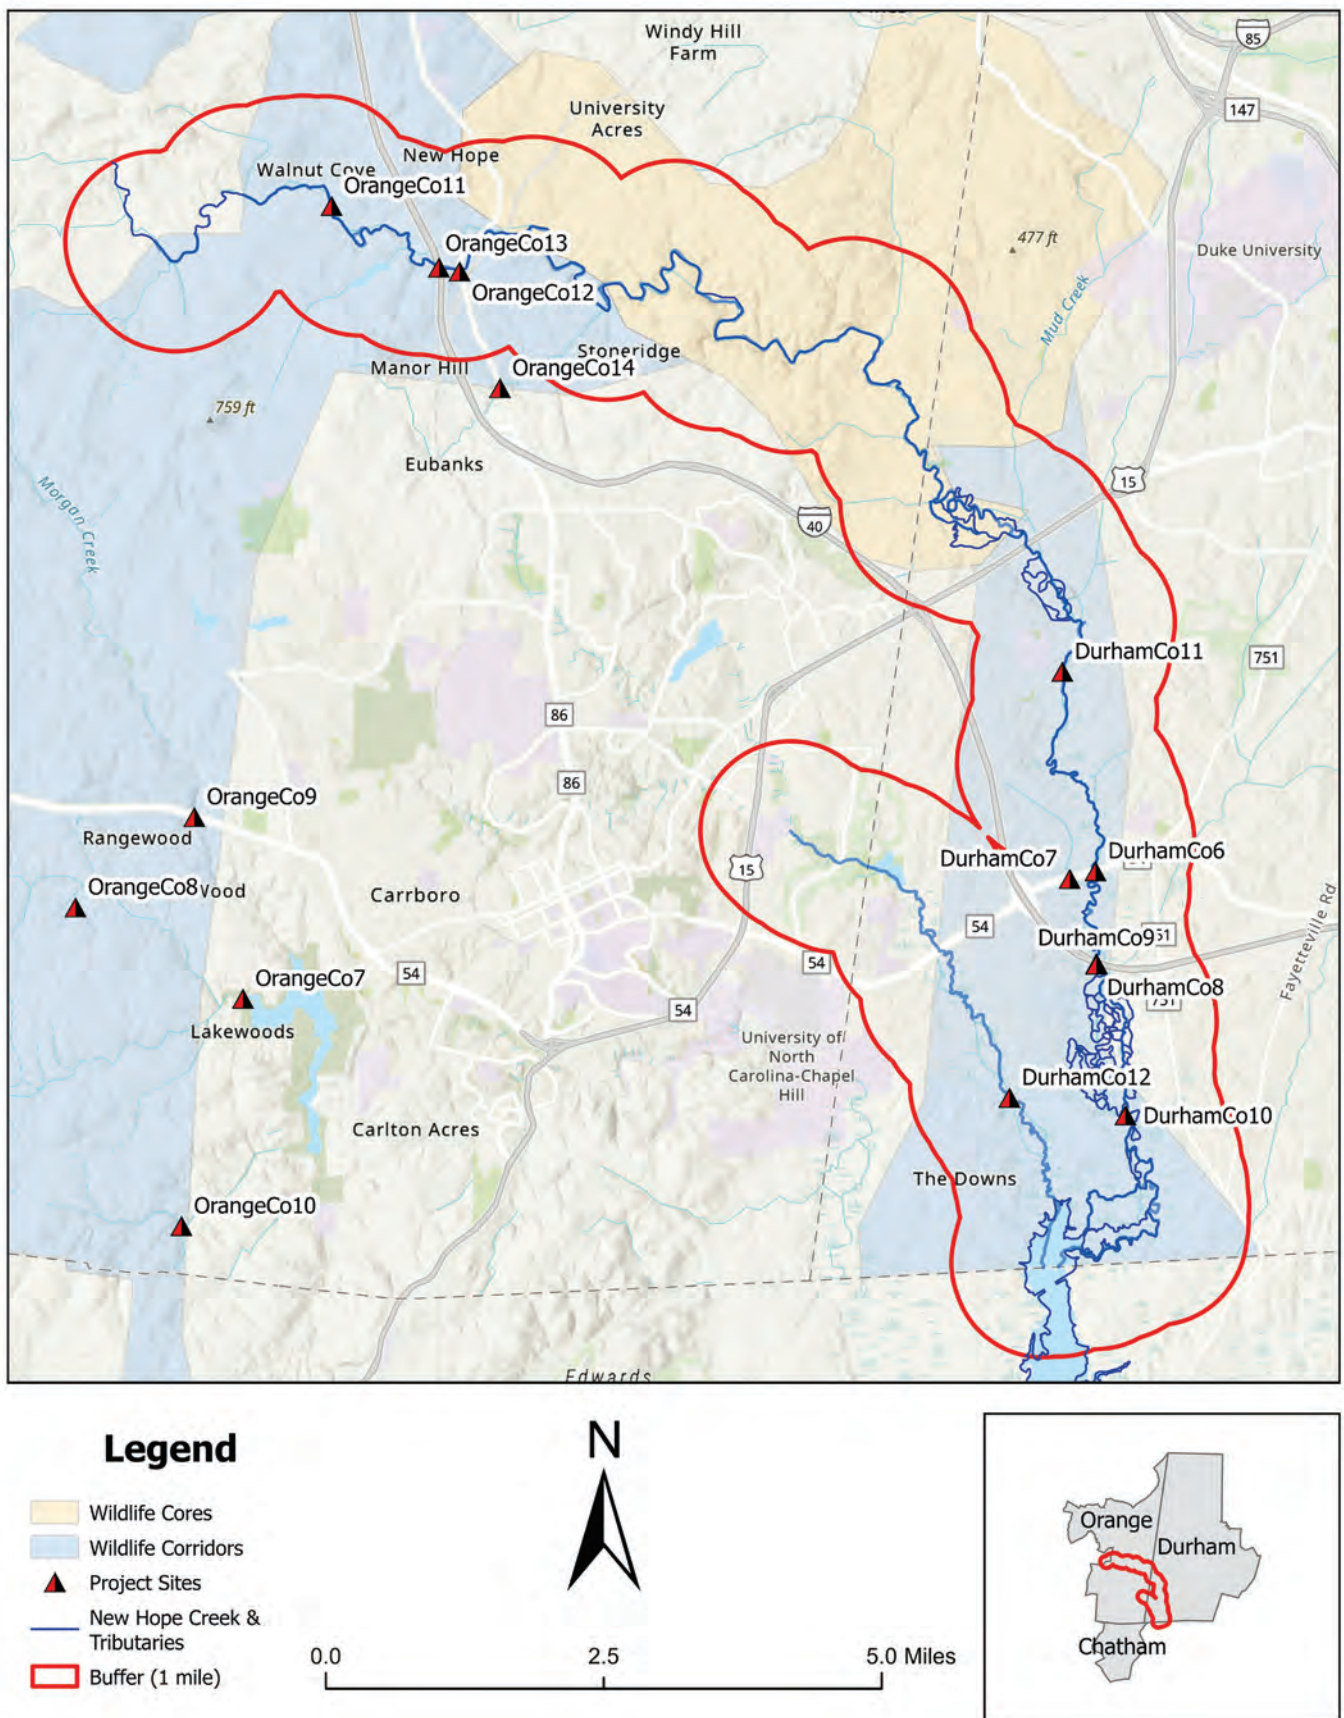 Windy Hill
Farm
85
147
University
Acres
New Hope
Walnut Cove
OrangeCo11
477 ft
Duke University
OrangeCo13
OrangeCo12
Mud Creek
Stoneridge
Manor Hill
OrangeCo14
759 ft
Eubanks
15
Morgan Creek
40
DurhamCo11
751
86
86
OrangeCo9
Rangewood
DurhamCo7
DurhamCo6
15
OrangeCo8
Wood
Carrboro
54
DurhamCo9
51
Fayetteville Rd
54
54
OrangeCo7
DurhamCo8
751
54
Lakewoods
University of
North
Carolina-Chapel
Hill
DurhamCo12
DurhamCo10
Carlton Acres
The Downs
OrangeCo10
Edwards
Legend
Wildlife Cores
Wildlife Corridors
Project Sites
New Hope Creek &
Tributaries
Buffer (1 mile)
N
0.0
2.5
5.0 Miles
Orange
Durham
Chatham